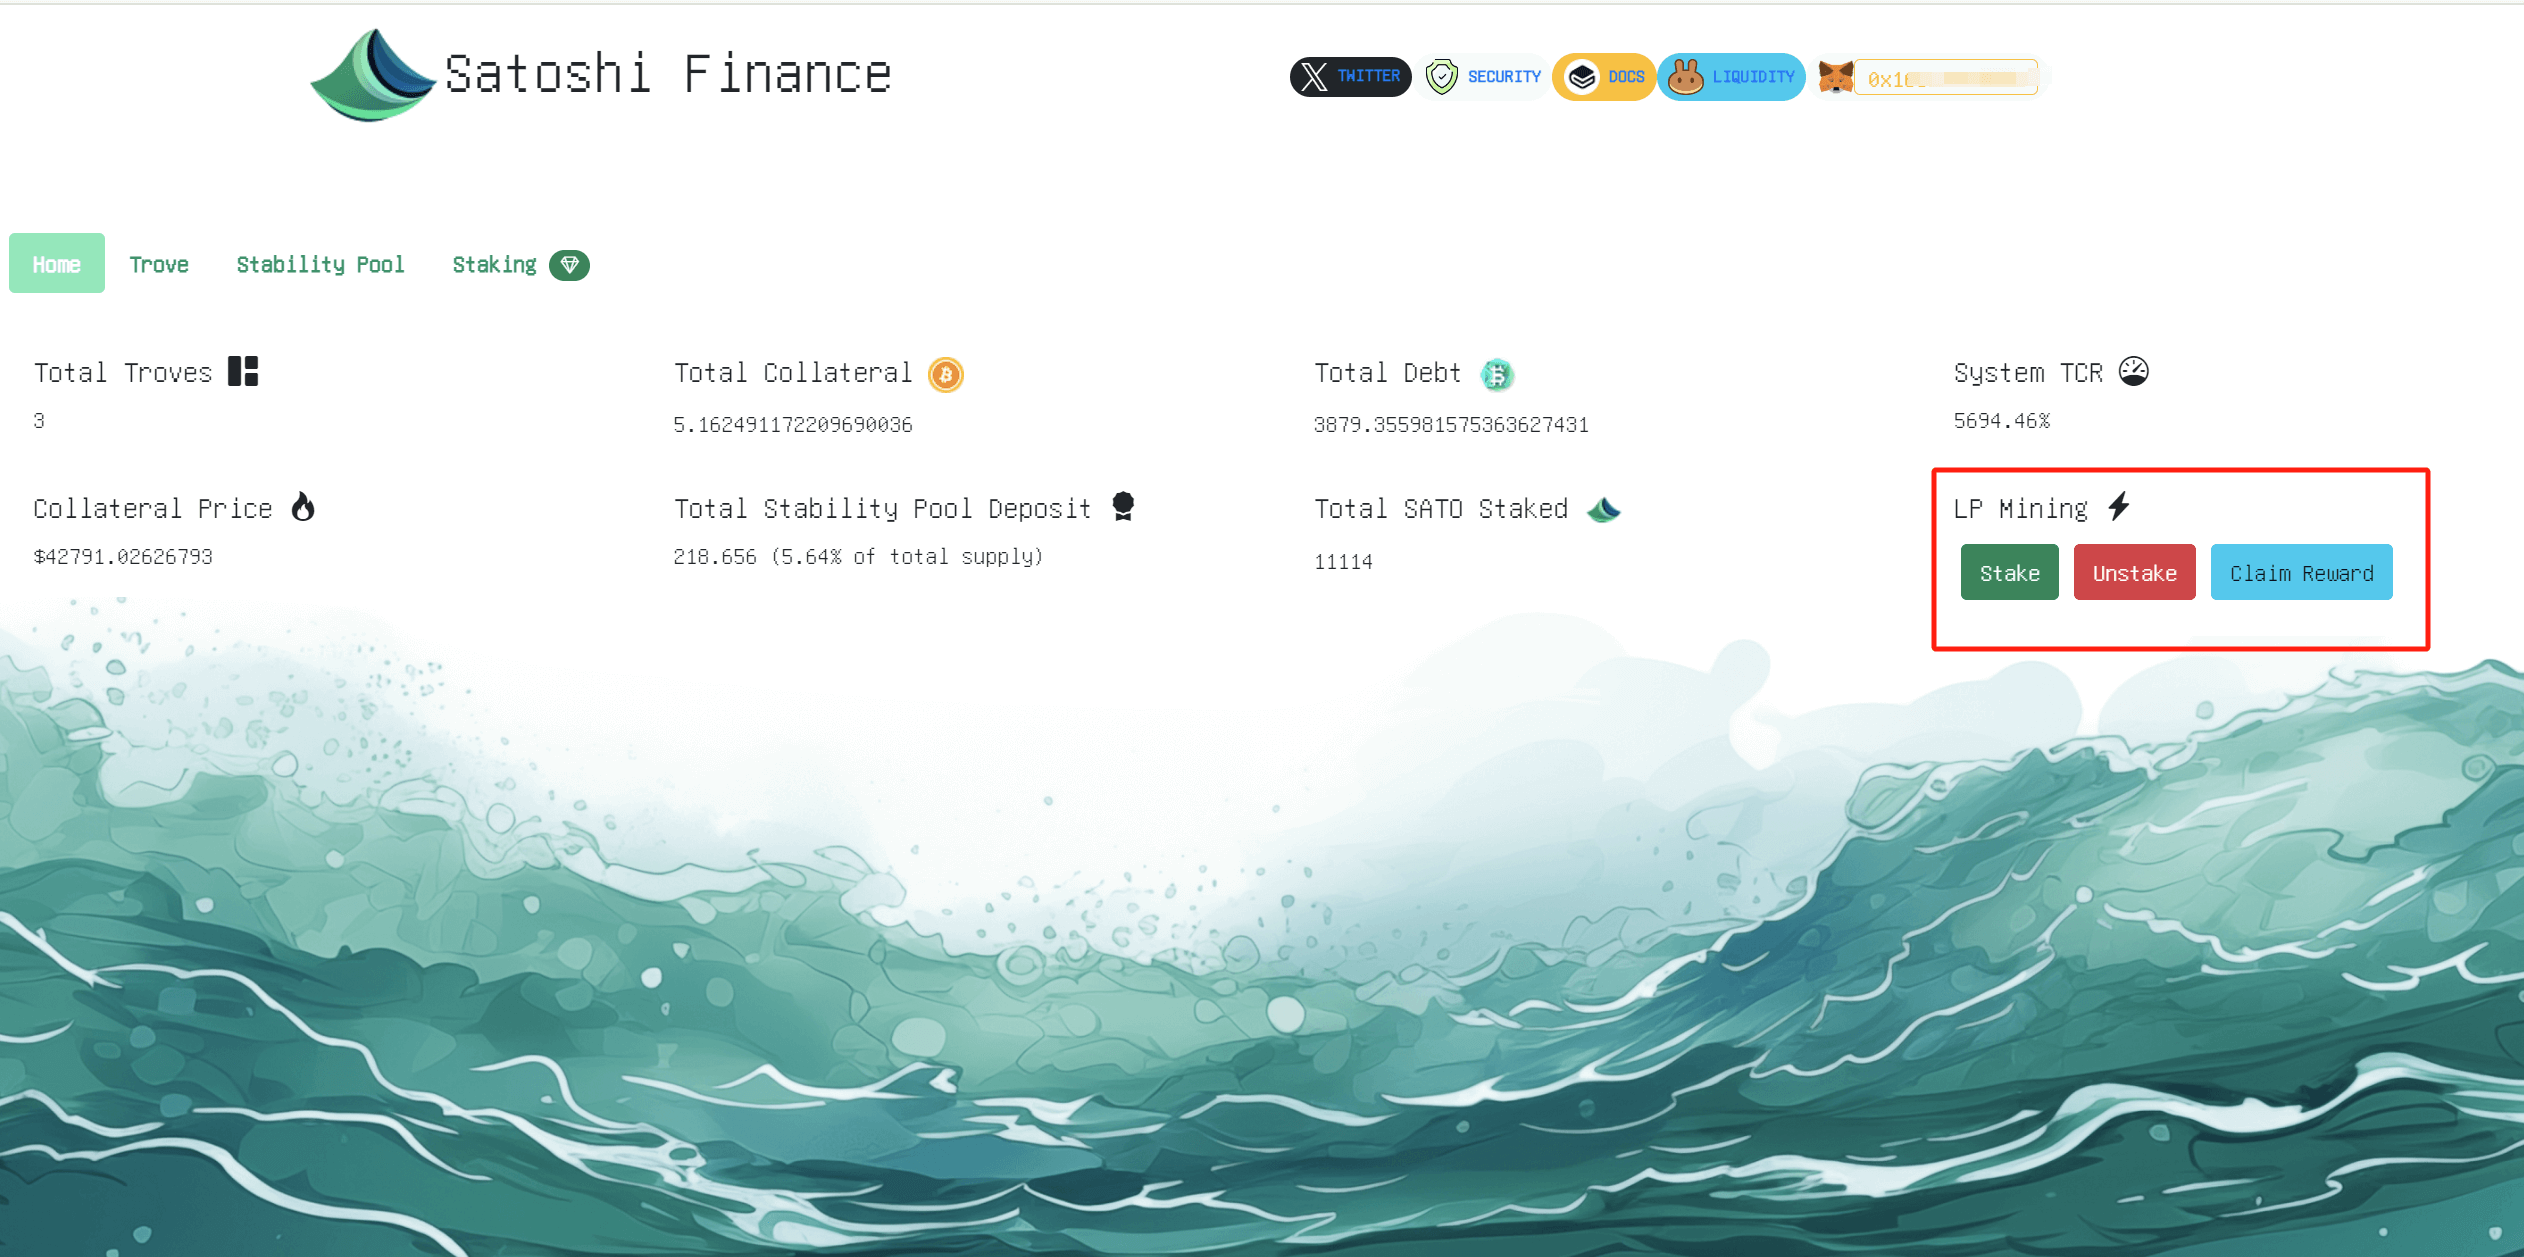 Satoshi Finance
TWITTER SECURITY DOCS LIQUIDITY
Home Trove Stability Pool Staking
Total Troves
3
Total Collateral
5.162491172209690036
Total Debt
3879.355981575363627431
System TCR
5694.46%
Collateral Price
$42791.02626793
Total Stability Pool Deposit
218.656 (5.64% of total supply)
Total SATO Staked
11114
LP Mining
Stake Unstake Claim Reward